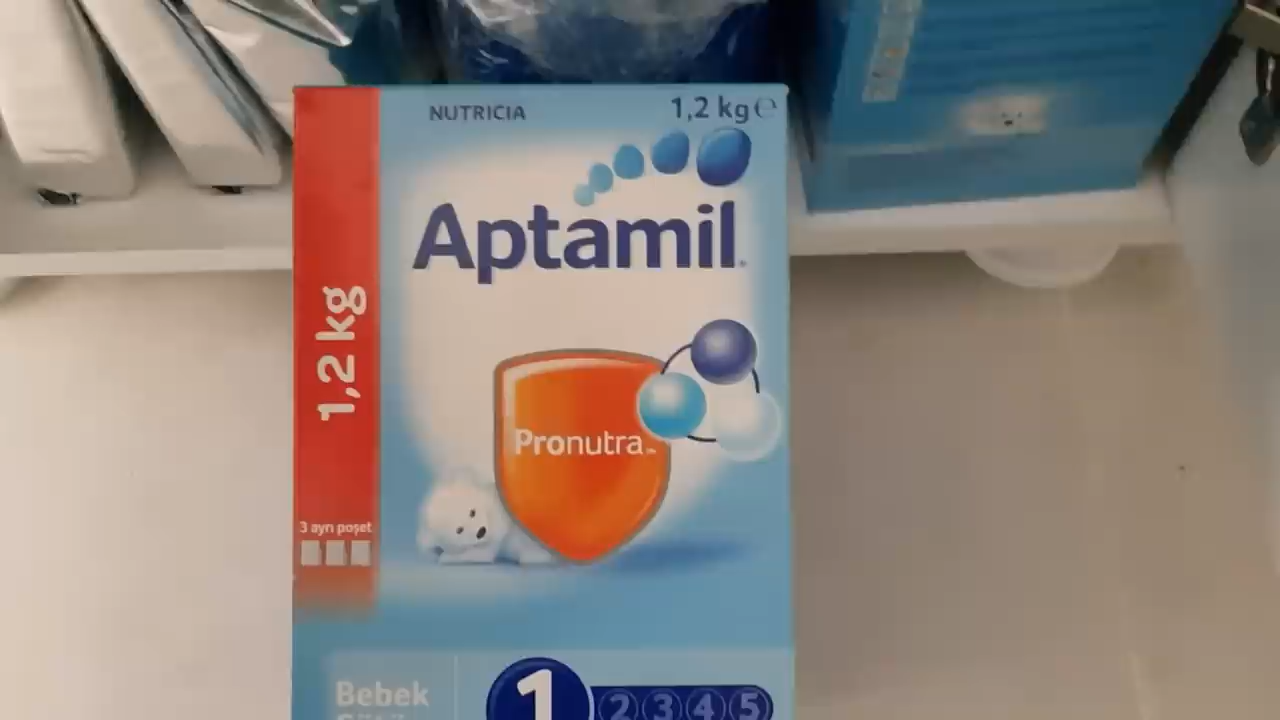 NUTRICIA
1,2 kg℮
Aptamil
1,2 kg
Pronutra
3 ayrı poşet
Bebek
1 2 3 4 5